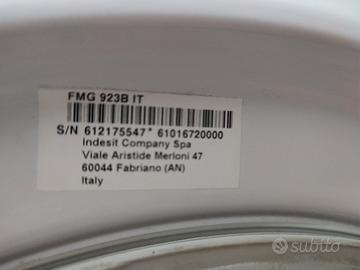 FMG 923B IT
S/N 612175547 * 61016720000
Indesit Company Spa
Viale Aristide Merloni 47
60044 Fabriano (AN)
Italy
subito